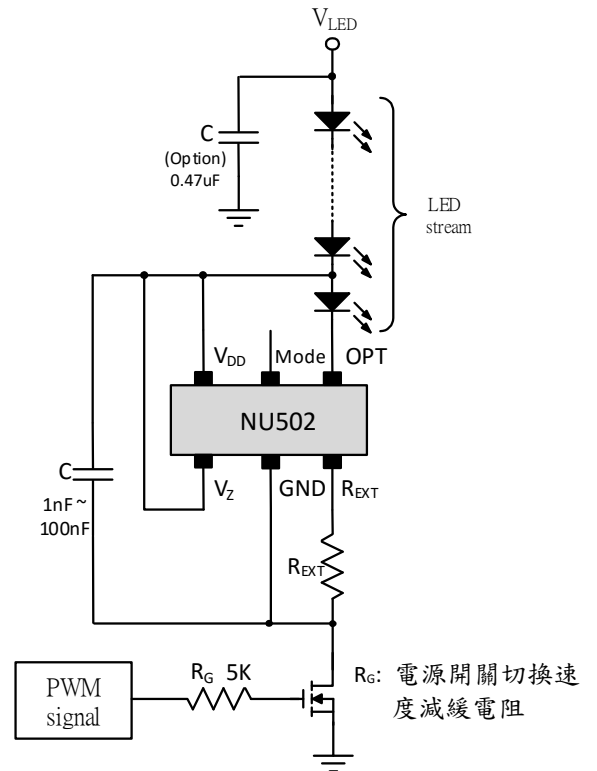 VLED
C
(Option)
0.47uF
LED
stream
VDD
Mode
OPT
NU502
C
1nF ~
100nF
VZ
GND
REXT
REXT
PWM
signal
RG 5K
RG: 電源開關切換速
度減緩電阻